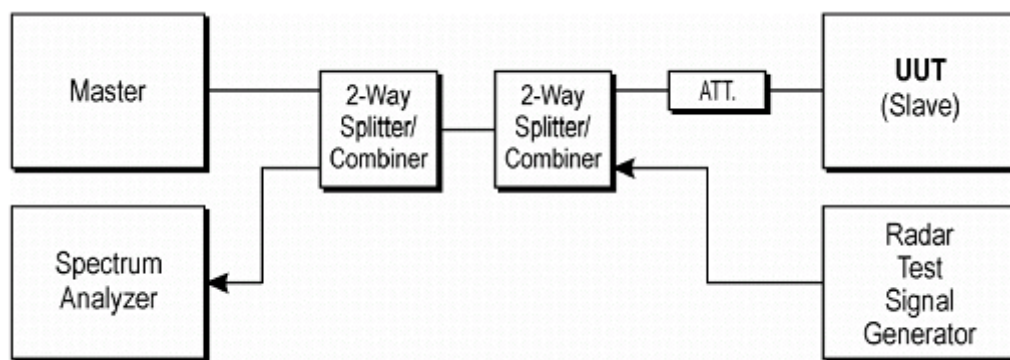 Master
2-Way
Splitter/
Combiner
2-Way
Splitter/
Combiner
ATT.
UUT
(Slave)
Spectrum
Analyzer
Radar
Test
Signal
Generator